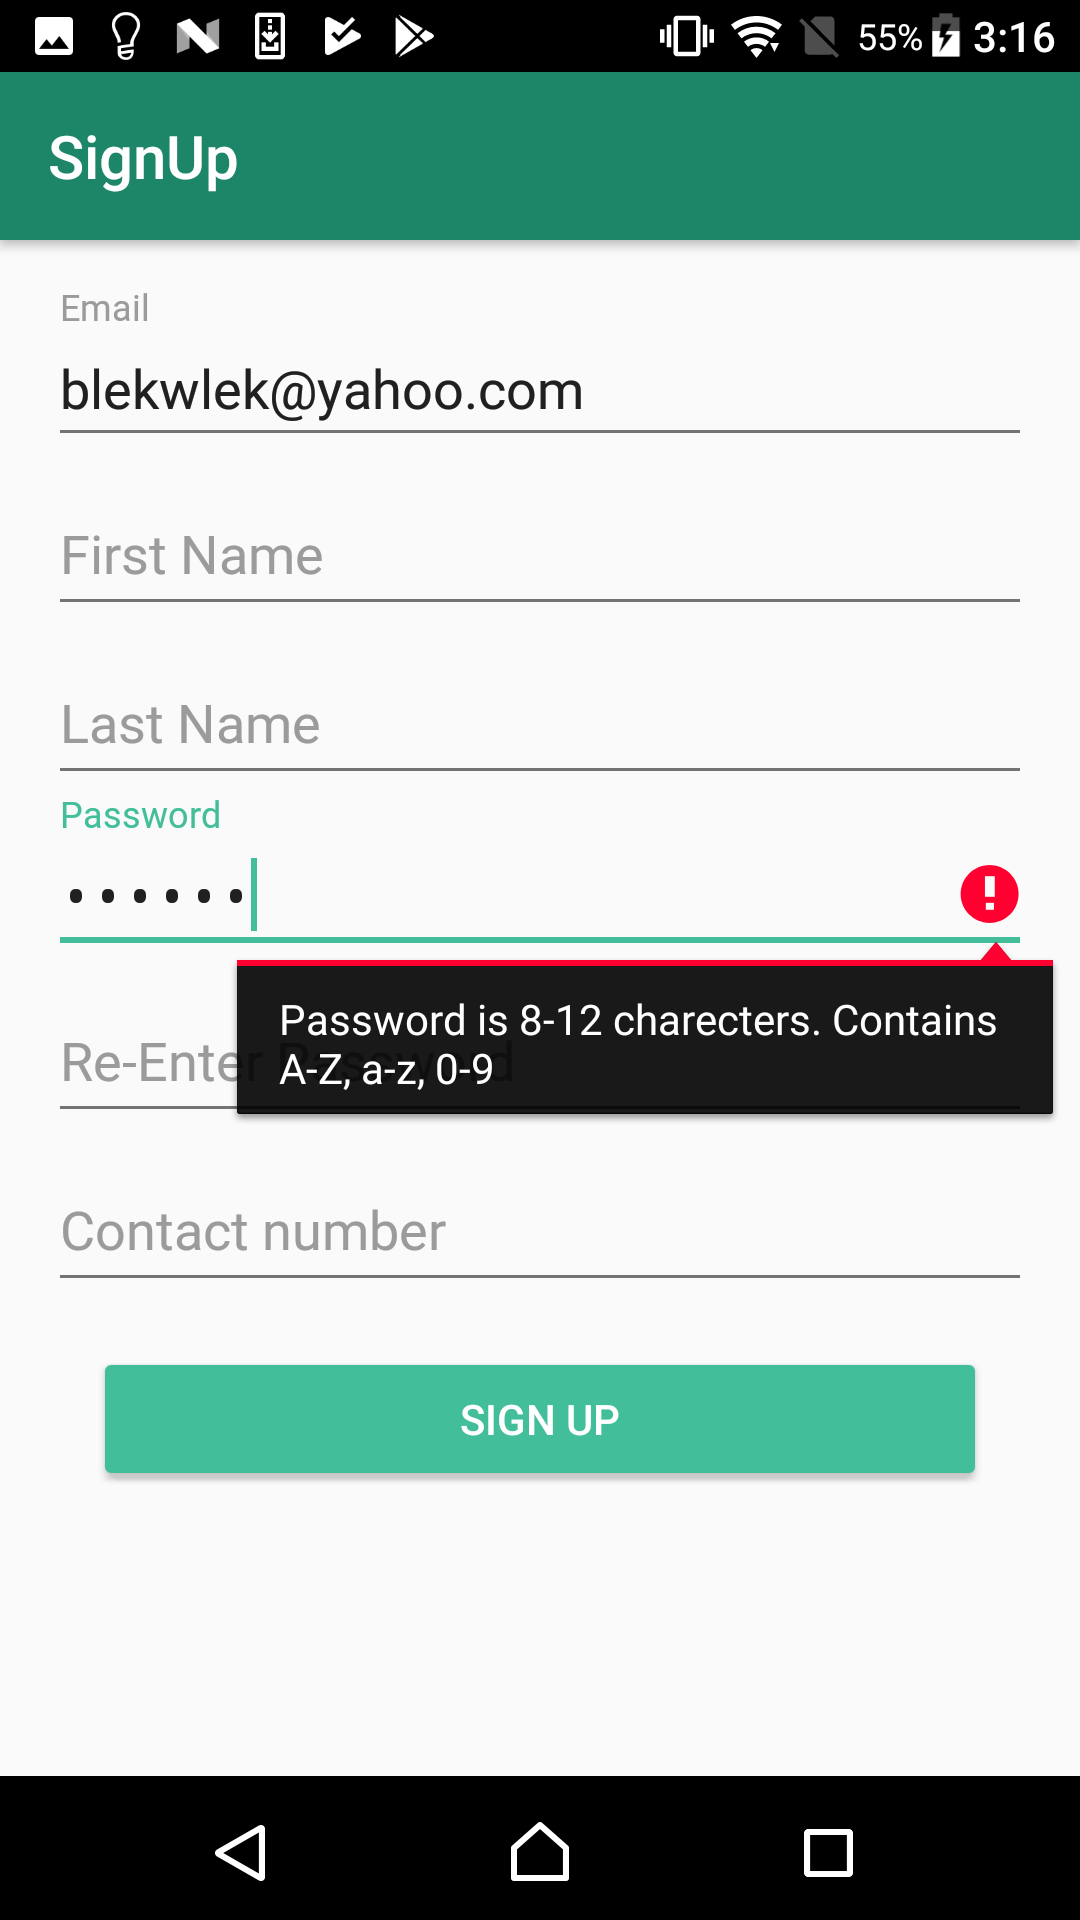 55% 3:16
SignUp
Email
blekwlek@yahoo.com
First Name
Last Name
Password
Password is 8-12 charecters. Contains
A-Z, a-z, 0-9
Re-Enter Password
Contact number
SIGN UP